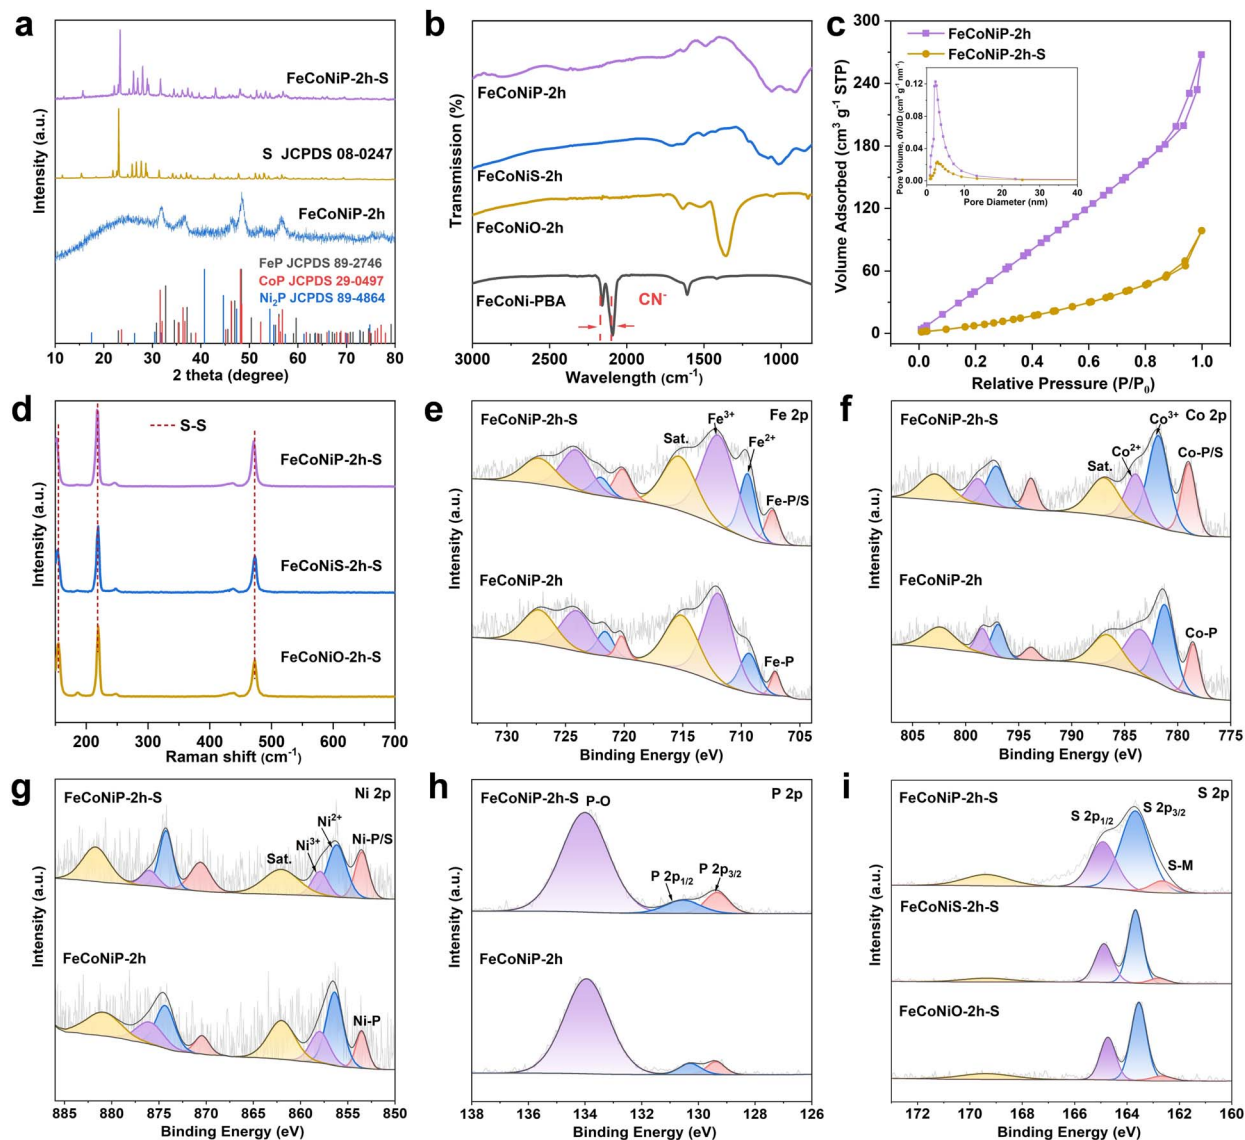 a
FeCoNiP-2h-S
S JCPDS 08-0247
FeCoNiP-2h
FeP JCPDS 89-2746
CoP JCPDS 29-0497
Ni₂P JCPDS 89-4864
Intensity (a.u.)
10 20 30 40 50 60 70 80
2 theta (degree)
b
FeCoNiP-2h
FeCoNiS-2h
FeCoNiO-2h
FeCoNi-PBA
CN⁻
Transmission (%)
3000 2500 2000 1500 1000
Wavelength (cm⁻¹)
c
FeCoNiP-2h
FeCoNiP-2h-S
Volume Adsorbed (cm³ g⁻¹ STP)
300
240
180
120
60
0
Pore Volume, dV/dD (cm³ g⁻¹ nm⁻¹)
0.12
0.08
0.04
0.00
0 10 20 30 40
Pore Diameter (nm)
0.0 0.2 0.4 0.6 0.8 1.0
Relative Pressure (P/P₀)
d
S-S
FeCoNiP-2h-S
FeCoNiS-2h-S
FeCoNiO-2h-S
Intensity (a.u.)
200 300 400 500 600 700
Raman shift (cm⁻¹)
e
FeCoNiP-2h-S
Fe 2p
Fe³⁺
Sat.
Fe²⁺
Fe-P/S
FeCoNiP-2h
Fe-P
Intensity (a.u.)
730 725 720 715 710 705
Binding Energy (eV)
f
FeCoNiP-2h-S
Co³⁺
Co 2p
Co²⁺
Sat.
Co-P/S
FeCoNiP-2h
Co-P
Intensity (a.u.)
805 800 795 790 785 780 775
Binding Energy (eV)
g
FeCoNiP-2h-S
Ni 2p
Ni²⁺
Ni³⁺
Ni-P/S
Sat.
FeCoNiP-2h
Ni-P
Intensity (a.u.)
885 880 875 870 865 860 855 850
Binding Energy (eV)
h
FeCoNiP-2h-S
P-O
P 2p
P 2p₁/₂
P 2p₃/₂
FeCoNiP-2h
Intensity (a.u.)
138 136 134 132 130 128 126
Binding Energy (eV)
i
FeCoNiP-2h-S
S 2p
S 2p₁/₂
S 2p₃/₂
S-M
FeCoNiS-2h-S
FeCoNiO-2h-S
Intensity (a.u.)
172 170 168 166 164 162 160
Binding Energy (eV)